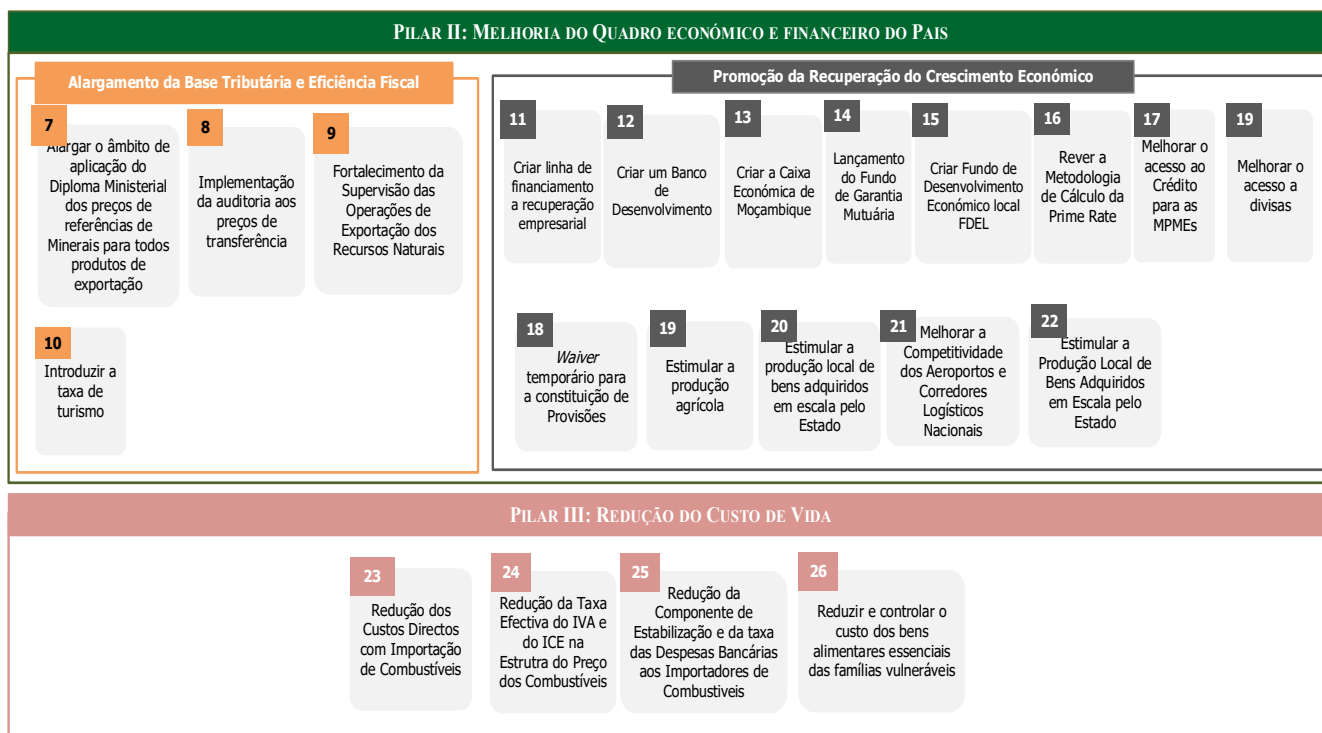 PILAR II: MELHORIA DO QUADRO ECONÓMICO E FINANCEIRO DO PAIS
Alargamento da Base Tributária e Eficiência Fiscal
7
Alargar o âmbito de
aplicação do
Diploma Ministerial
dos preços de
referências de
Minerais para todos
produtos de
exportação
8
Implementação
da auditoria aos
preços de
transferência
9
Fortalecimento da
Supervisão das
Operações de
Exportação dos
Recursos Naturais
10
Introduzir a
taxa de
turismo
Promoção da Recuperação do Crescimento Económico
11
Criar linha de
financiamento
a recuperação
empresarial
12
Criar um Banco
de
Desenvolvimento
13
Criar a Caixa
Económica de
Moçambique
14
Lançamento
do Fundo
de Garantia
Mutuária
15
Criar Fundo de
Desenvolvimento
Económico local
FDEL
16
Rever a
Metodologia
de Cálculo da
Prime Rate
17
Melhorar o
acesso ao
Crédito
para as
MPMEs
19
Melhorar o
acesso a
divisas
18
Waiver
temporário para
a constituição de
Provisões
19
Estimular a
produção
agrícola
20
Estimular a
produção local de
bens adquiridos
em escala pelo
Estado
21
Melhorar a
Competitividade
dos Aeroportos e
Corredores
Logísticos
Nacionais
22
Estimular a
Produção Local de
Bens Adquiridos
em Escala pelo
Estado
PILAR III: REDUÇÃO DO CUSTO DE VIDA
23
Redução dos
Custos Directos
com Importação
de Combustíveis
24
Redução da Taxa
Efectiva do IVA e
do ICE na
Estrutra do Preço
dos Combustíveis
25
Redução da
Componente de
Estabilização e da taxa
das Despesas Bancárias
aos Importadores de
Combustiveis
26
Reduzir e controlar o
custo dos bens
alimentares essenciais
das famílias vulneráveis